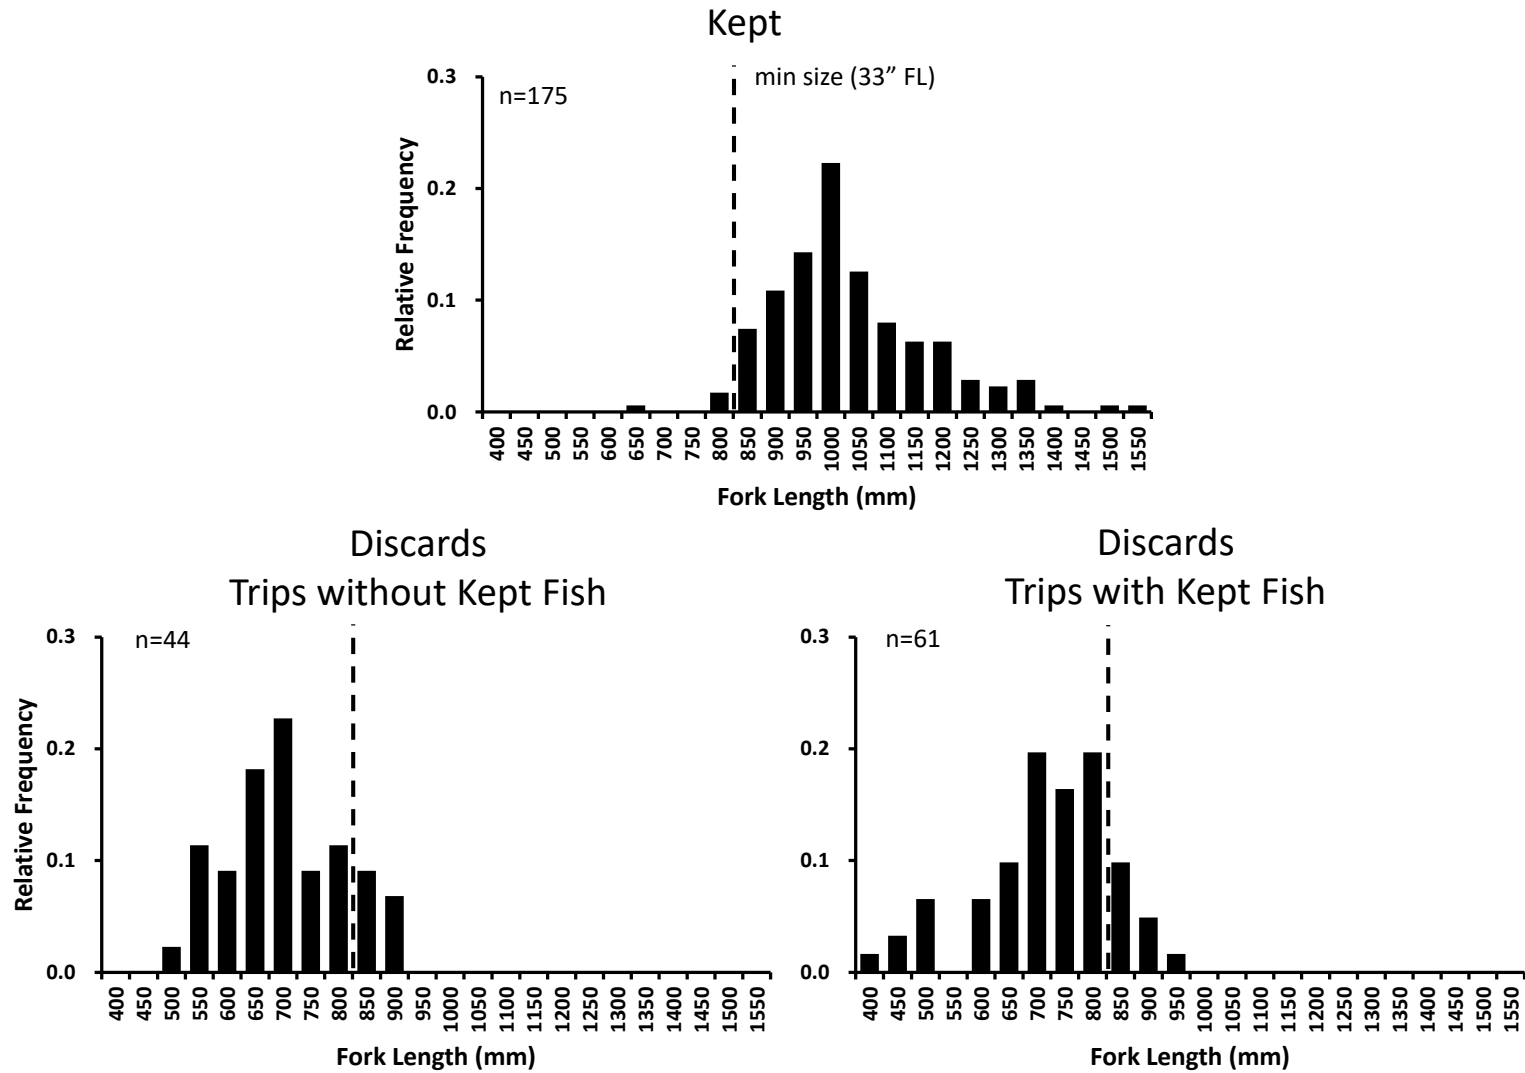 Kept
min size (33” FL)
n=175
0.3
0.2
0.1
0.0
Relative Frequency
400 450 500 550 600 650 700 750 800 850 900 950 1000 1050 1100 1150 1200 1250 1300 1350 1400 1450 1500 1550
Fork Length (mm)
Discards
Trips without Kept Fish
n=44
0.3
0.2
0.1
0.0
Relative Frequency
400 450 500 550 600 650 700 750 800 850 900 950 1000 1050 1100 1150 1200 1250 1300 1350 1400 1450 1500 1550
Fork Length (mm)
Discards
Trips with Kept Fish
n=61
0.3
0.2
0.1
0.0
400 450 500 550 600 650 700 750 800 850 900 950 1000 1050 1100 1150 1200 1250 1300 1350 1400 1450 1500 1550
Fork Length (mm)